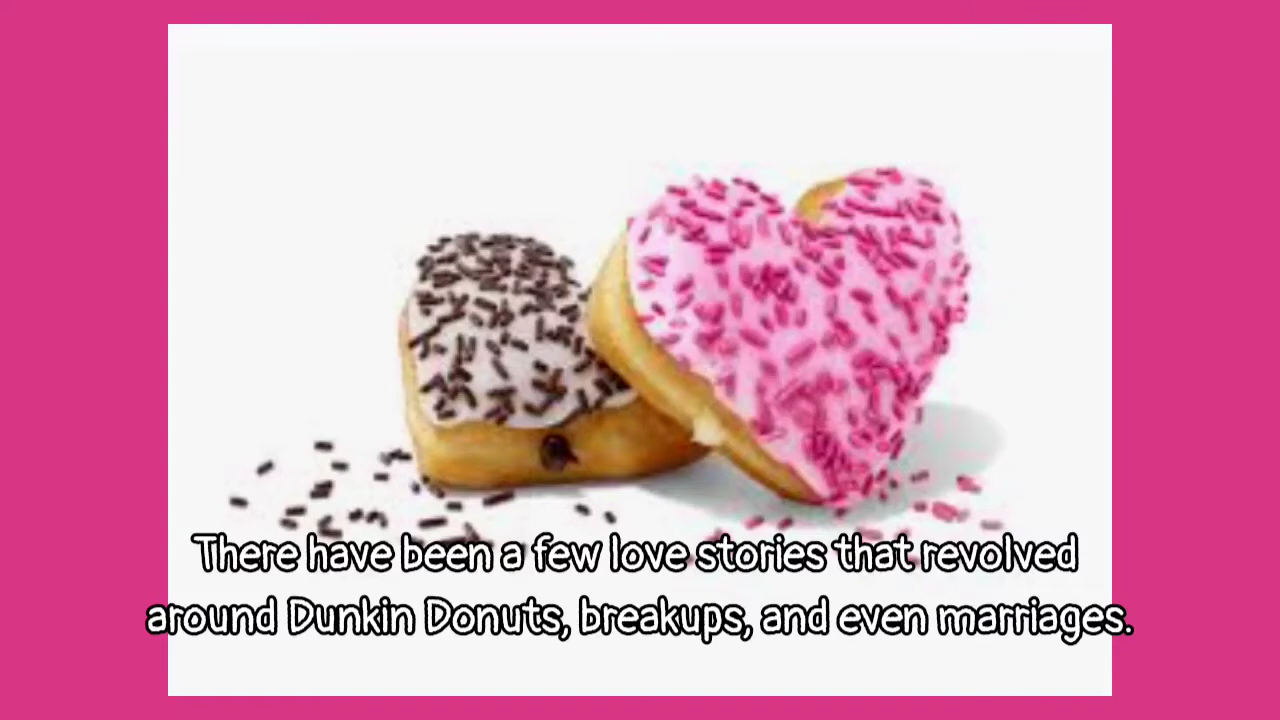 There have been a few love stories that revolved
around Dunkin Donuts, breakups, and even marriages.